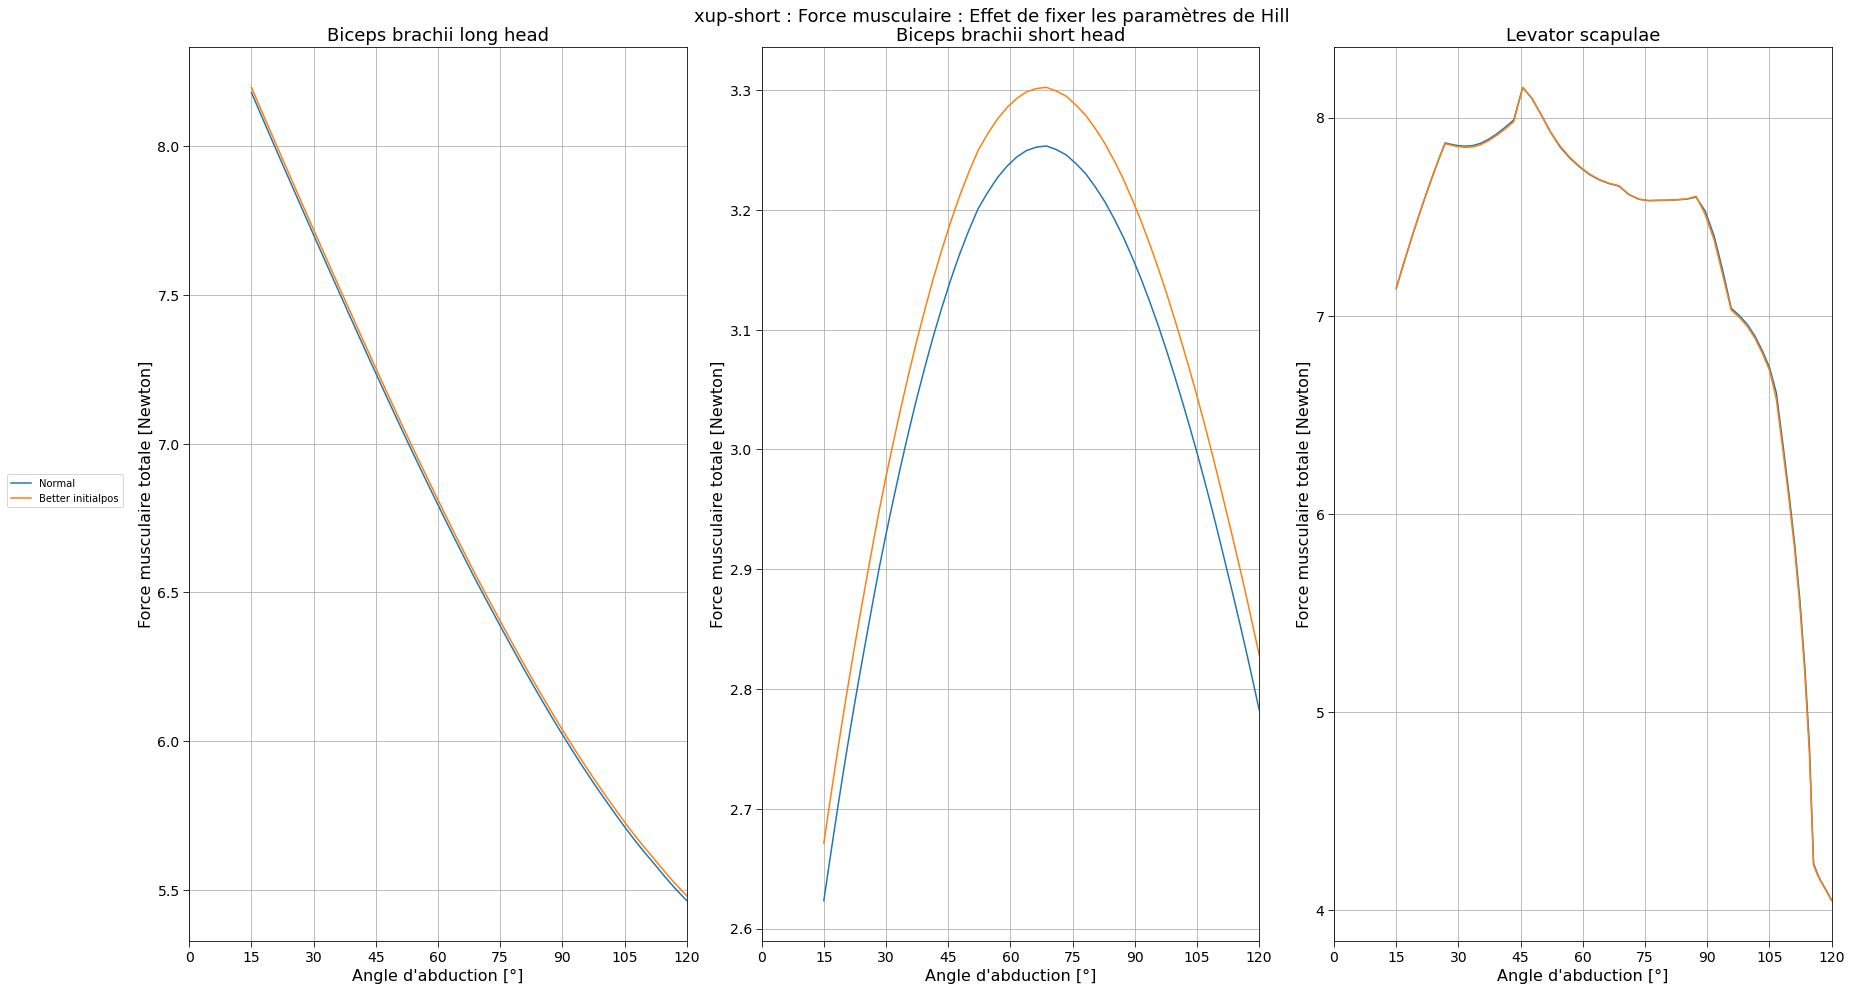 xup-short : Force musculaire : Effet de fixer les paramètres de Hill
Biceps brachii long head
Biceps brachii short head
Levator scapulae
Normal
Better initialpos
Force musculaire totale [Newton]
8.0
7.5
7.0
6.5
6.0
5.5
0 15 30 45 60 75 90 105 120
Angle d'abduction [°]
Force musculaire totale [Newton]
3.3
3.2
3.1
3.0
2.9
2.8
2.7
2.6
0 15 30 45 60 75 90 105 120
Angle d'abduction [°]
Force musculaire totale [Newton]
8
7
6
5
4
0 15 30 45 60 75 90 105 120
Angle d'abduction [°]